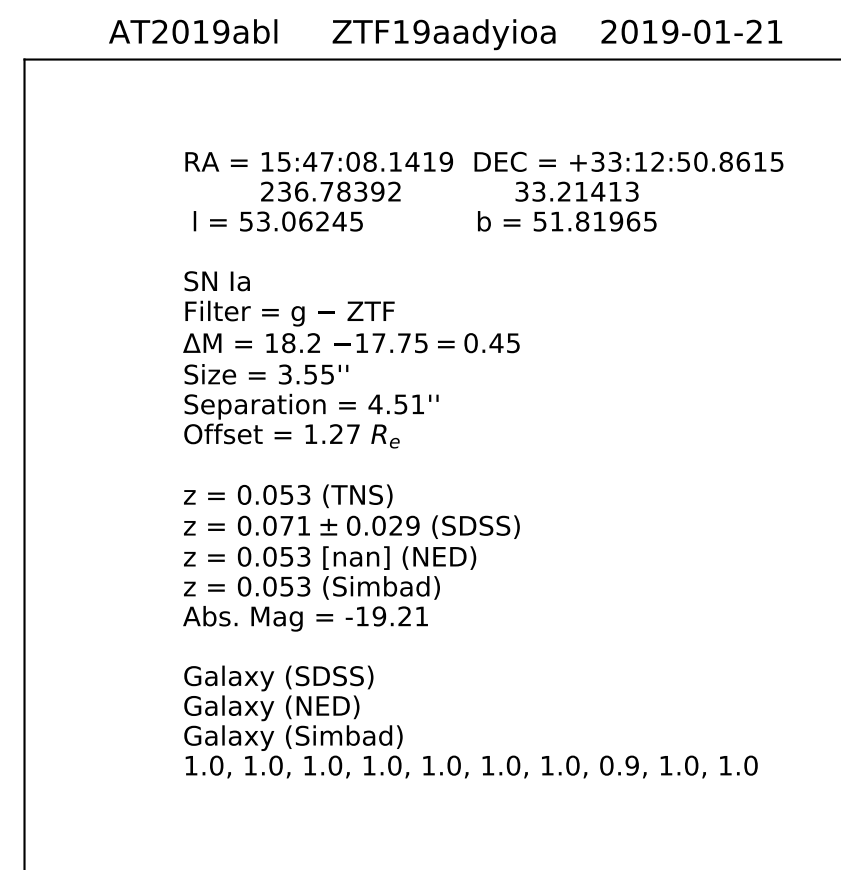 AT2019abl ZTF19aadyioa 2019-01-21
RA = 15:47:08.1419 DEC = +33:12:50.8615
236.78392 33.21413
l = 53.06245 b = 51.81965
SN Ia
Filter = g − ZTF
ΔM = 18.2 −17.75 = 0.45
Size = 3.55''
Separation = 4.51''
Offset = 1.27 Re
z = 0.053 (TNS)
z = 0.071 ± 0.029 (SDSS)
z = 0.053 [nan] (NED)
z = 0.053 (Simbad)
Abs. Mag = -19.21
Galaxy (SDSS)
Galaxy (NED)
Galaxy (Simbad)
1.0, 1.0, 1.0, 1.0, 1.0, 1.0, 1.0, 0.9, 1.0, 1.0